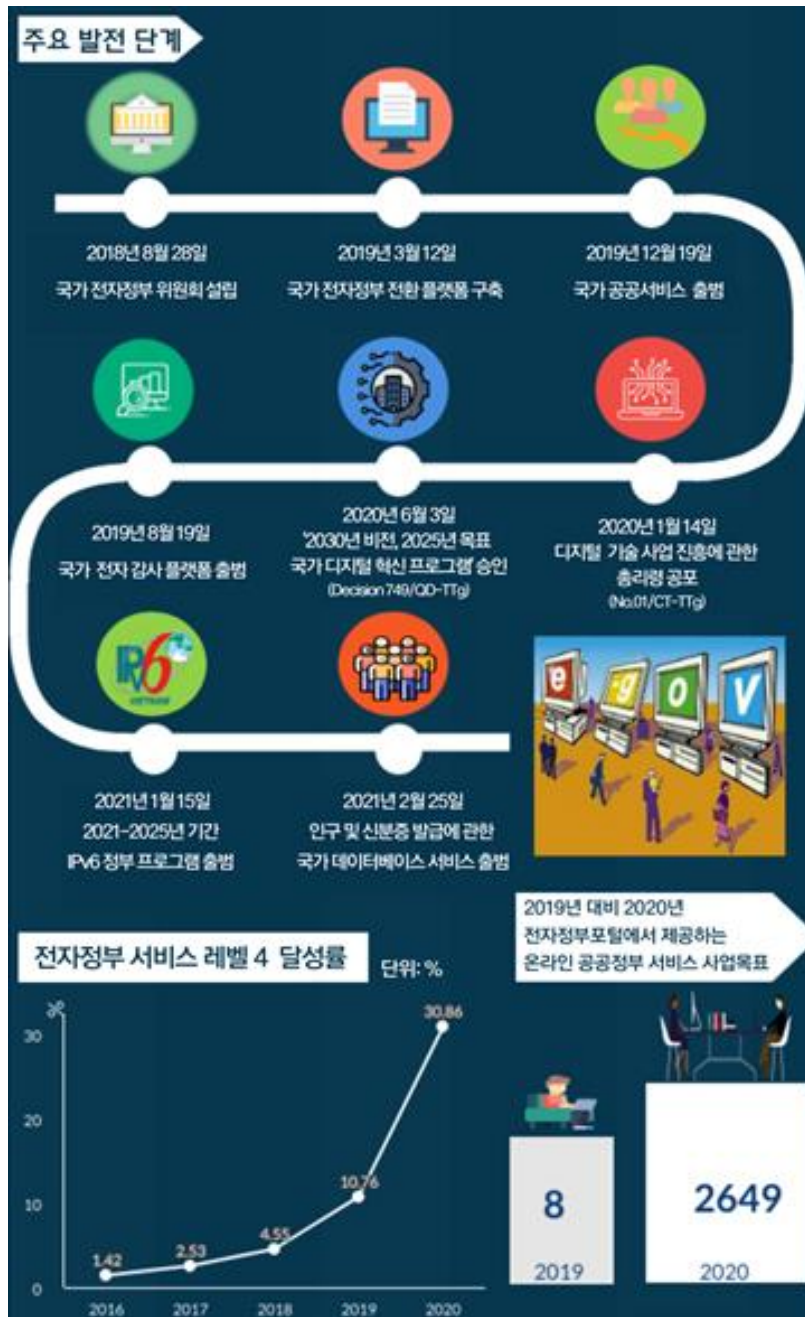 주요 발전 단계
2018년 8월 28일
국가 전자정부 위원회 설립
2019년 3월 12일
국가 전자정부 전환 플랫폼 구축
2019년 12월 19일
국가 공공서비스 출범
2019년 8월 19일
국가 전자 감사 플랫폼 출범
2020년 6월 3일
'2030년 비전, 2025년 목표
국가 디지털 혁신 프로그램' 승인
(Decision 749/QD-TTg)
2020년 1월 14일
디지털 기술 사업 진흥에 관한
총리령 공포
(No.01/CT-TTg)
IPv6
VIETNAM
2021년 1월 15일
2021-2025년 기간
IPv6 정부 프로그램 출범
2021년 2월 25일
인구 및 신분증 발급에 관한
국가 데이터베이스 서비스 출범
e-gov
전자정부 서비스 레벨 4 달성률
단위: %
%
30
20
10
0
1.42
2.53
4.55
10.76
30.86
2016
2017
2018
2019
2020
2019년 대비 2020년
전자정부포털에서 제공하는
온라인 공공정부 서비스 사업목표
8
2019
2649
2020